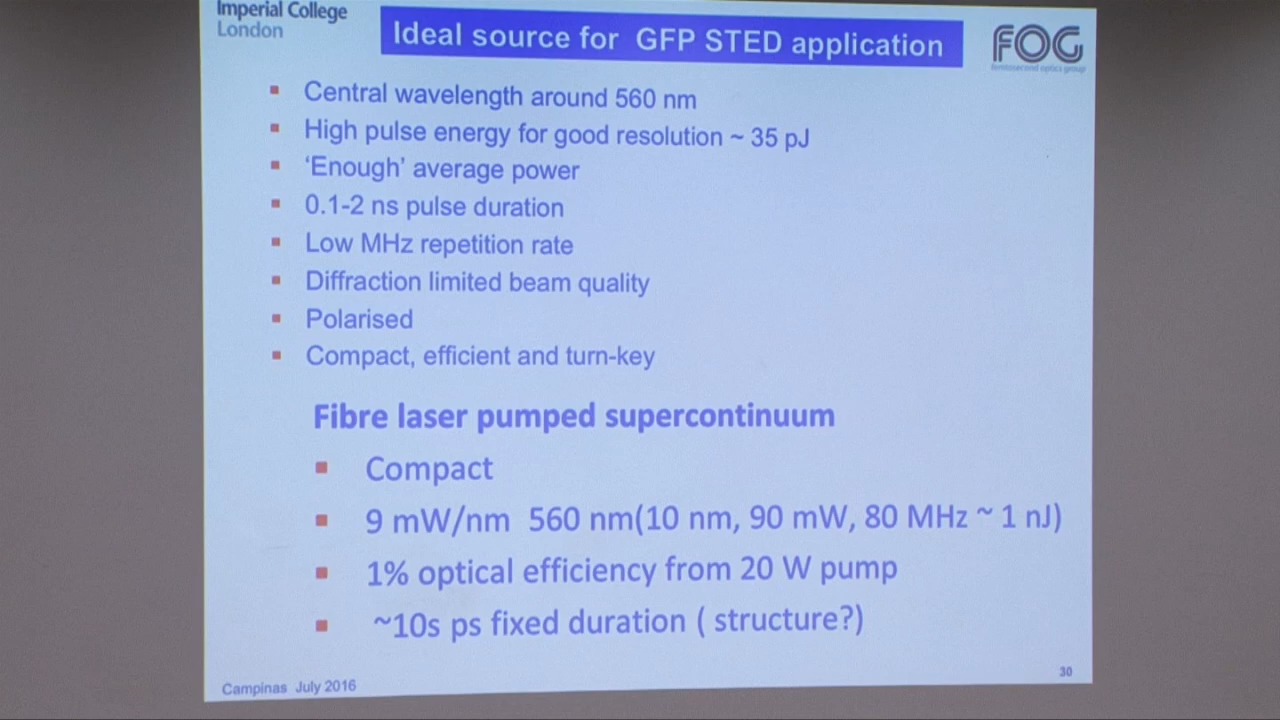 Imperial College
London
Ideal source for GFP STED application
FOG
femtosecond optics group
Central wavelength around 560 nm
High pulse energy for good resolution ~ 35 pJ
‘Enough’ average power
0.1-2 ns pulse duration
Low MHz repetition rate
Diffraction limited beam quality
Polarised
Compact, efficient and turn-key
Fibre laser pumped supercontinuum
Compact
9 mW/nm 560 nm(10 nm, 90 mW, 80 MHz ~ 1 nJ)
1% optical efficiency from 20 W pump
~10s ps fixed duration ( structure?)
Campinas July 2016
30